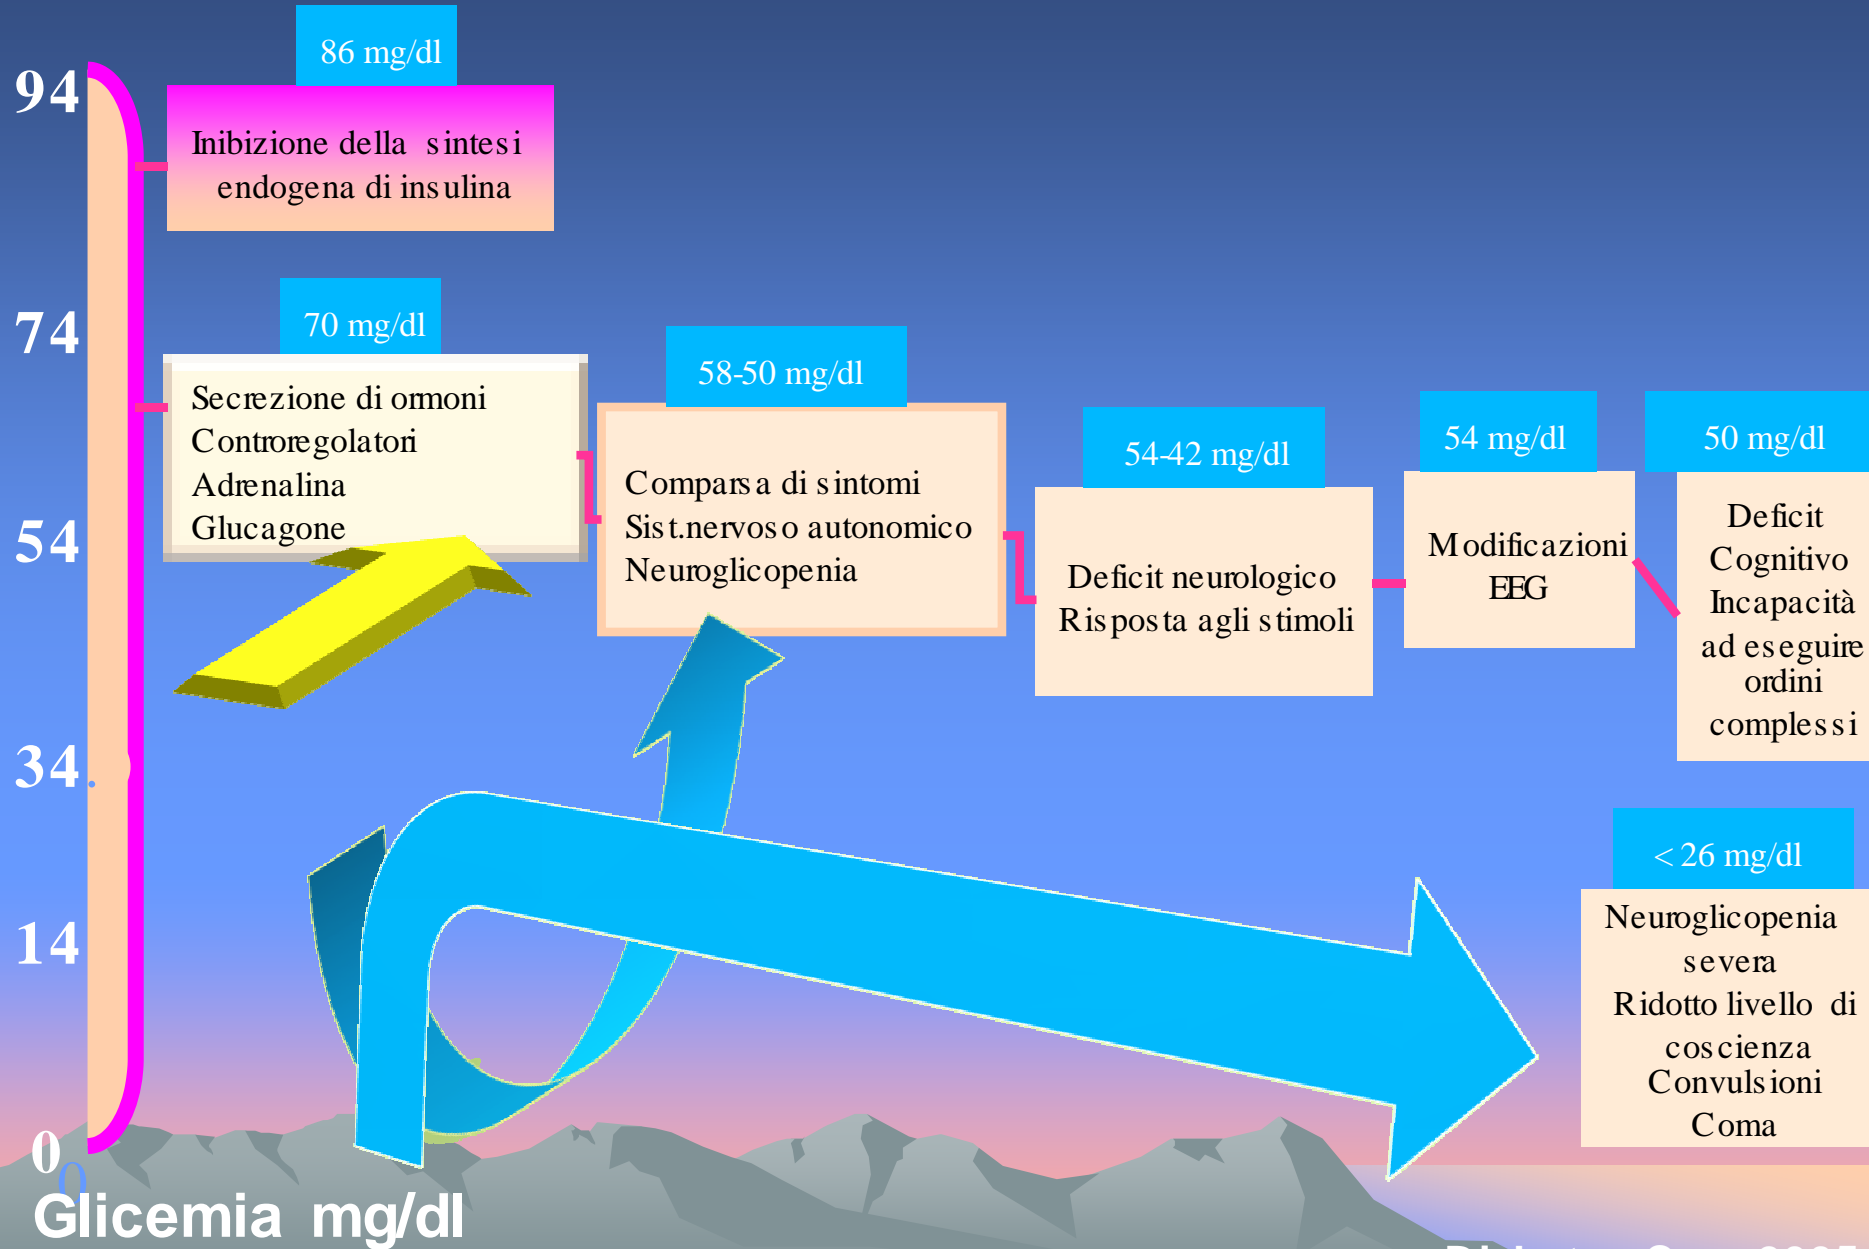 94
74
54
34
14
0
0
Glicemia mg/dl
86 mg/dl
Inibizione della sintesi
endogena di insulina
70 mg/dl
Secrezione di ormoni
Controregolatori
Adrenalina
Glucagone
58-50 mg/dl
Comparsa di sintomi
Sist.nervoso autonomico
Neuroglicopenia
54-42 mg/dl
Deficit neurologico
Risposta agli stimoli
54 mg/dl
Modificazioni
EEG
50 mg/dl
Deficit
Cognitivo
Incapacità
ad eseguire
ordini
complessi
< 26 mg/dl
Neuroglicopenia
severa
Ridotto livello di
coscienza
Convulsioni
Coma